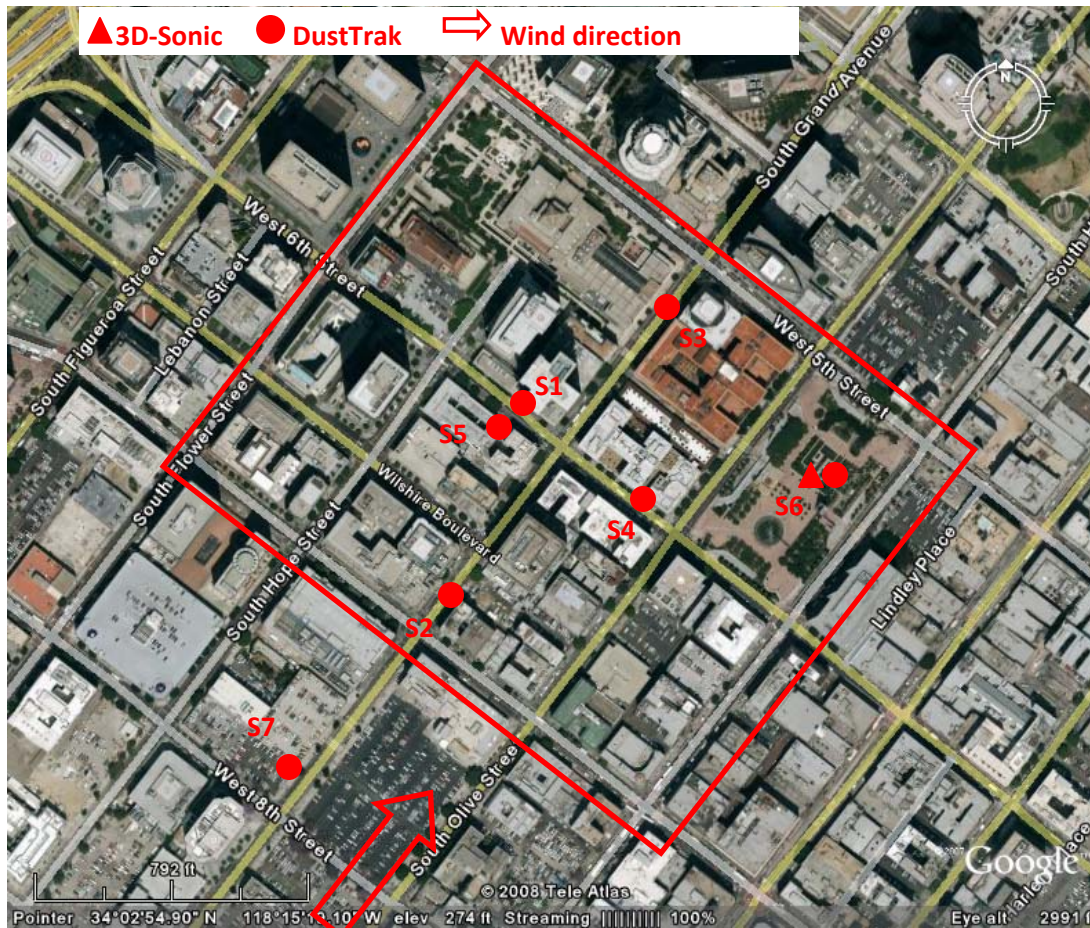 3D-Sonic DustTrak Wind direction
N
South Grand Avenue
West 6th Street
South Figueroa Street
Lebanon Street
South Flower Street
S3
West 5th Street
S1
S5
Wilshire Boulevard
S6
S4
South Hope Street
S2
Lindley Place
S7
West 8th Street
South Olive Stree
792 ft
© 2008 Tele Atlas
Google
Pointer 34°02'54.90" N elev 274 ft Streaming |||||||||| 100% Eye alt 2991 ft